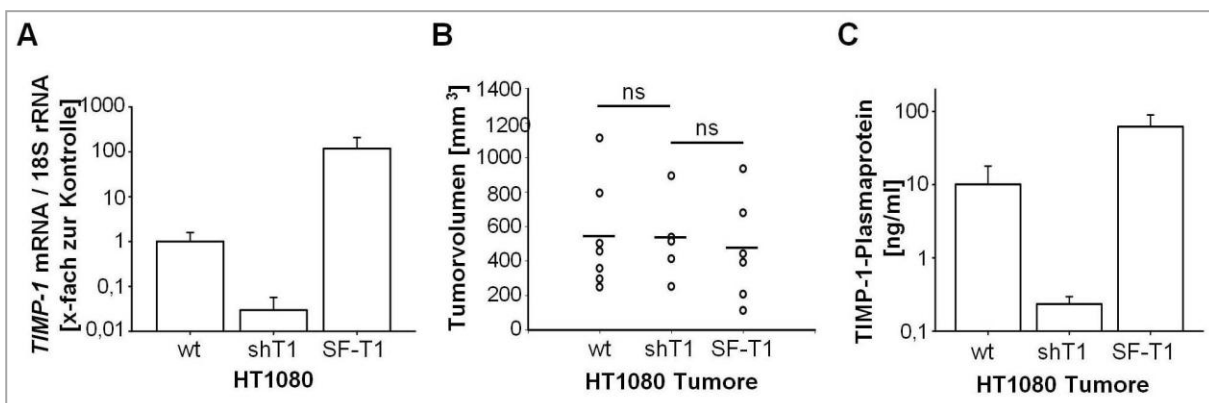 A
TIMP-1 mRNA / 18S rRNA
[x-fach zur Kontrolle]
1000
100
10
1
0,1
0,01
wt shT1 SF-T1
HT1080
B
Tumorvolumen [mm ³]
1400
1200
1000
800
600
400
200
0
ns
ns
wt shT1 SF-T1
HT1080 Tumore
C
TIMP-1-Plasmaprotein
[ng/ml]
100
10
1
0,1
wt shT1 SF-T1
HT1080 Tumore